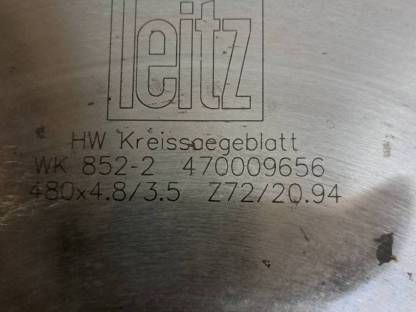 leitz
HW Kreissaegeblatt
WK 852-2 470009656
480x4.8/3.5 Z72/20.94